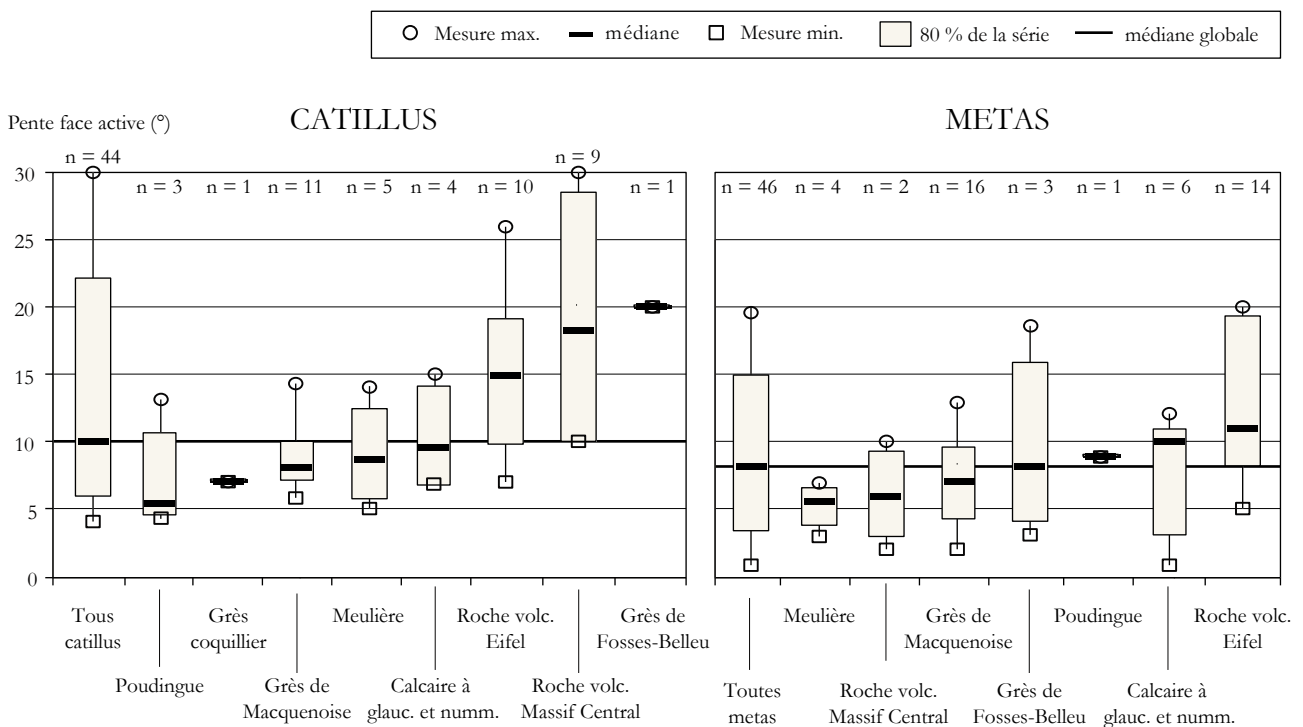 Mesure max. médiane Mesure min. 80 % de la série médiane globale
Pente face active (°)
CATILLUS
METAS
n = 44
n = 3
n = 1
n = 11
n = 5
n = 4
n = 10
n = 9
n = 1
n = 46
n = 4
n = 2
n = 16
n = 3
n = 1
n = 6
n = 14
30
25
20
15
10
5
0
Tous
catillus
Poudingue
Grès
coquillier
Grès de
Macquenoise
Meulière
Calcaire à
glauc. et numm.
Roche volc.
Eifel
Roche volc.
Massif Central
Grès de
Fosses-Belleu
Toutes
metas
Meulière
Roche volc.
Massif Central
Grès de
Macquenoise
Grès de
Fosses-Belleu
Poudingue
Calcaire à
glauc. et numm.
Roche volc.
Eifel